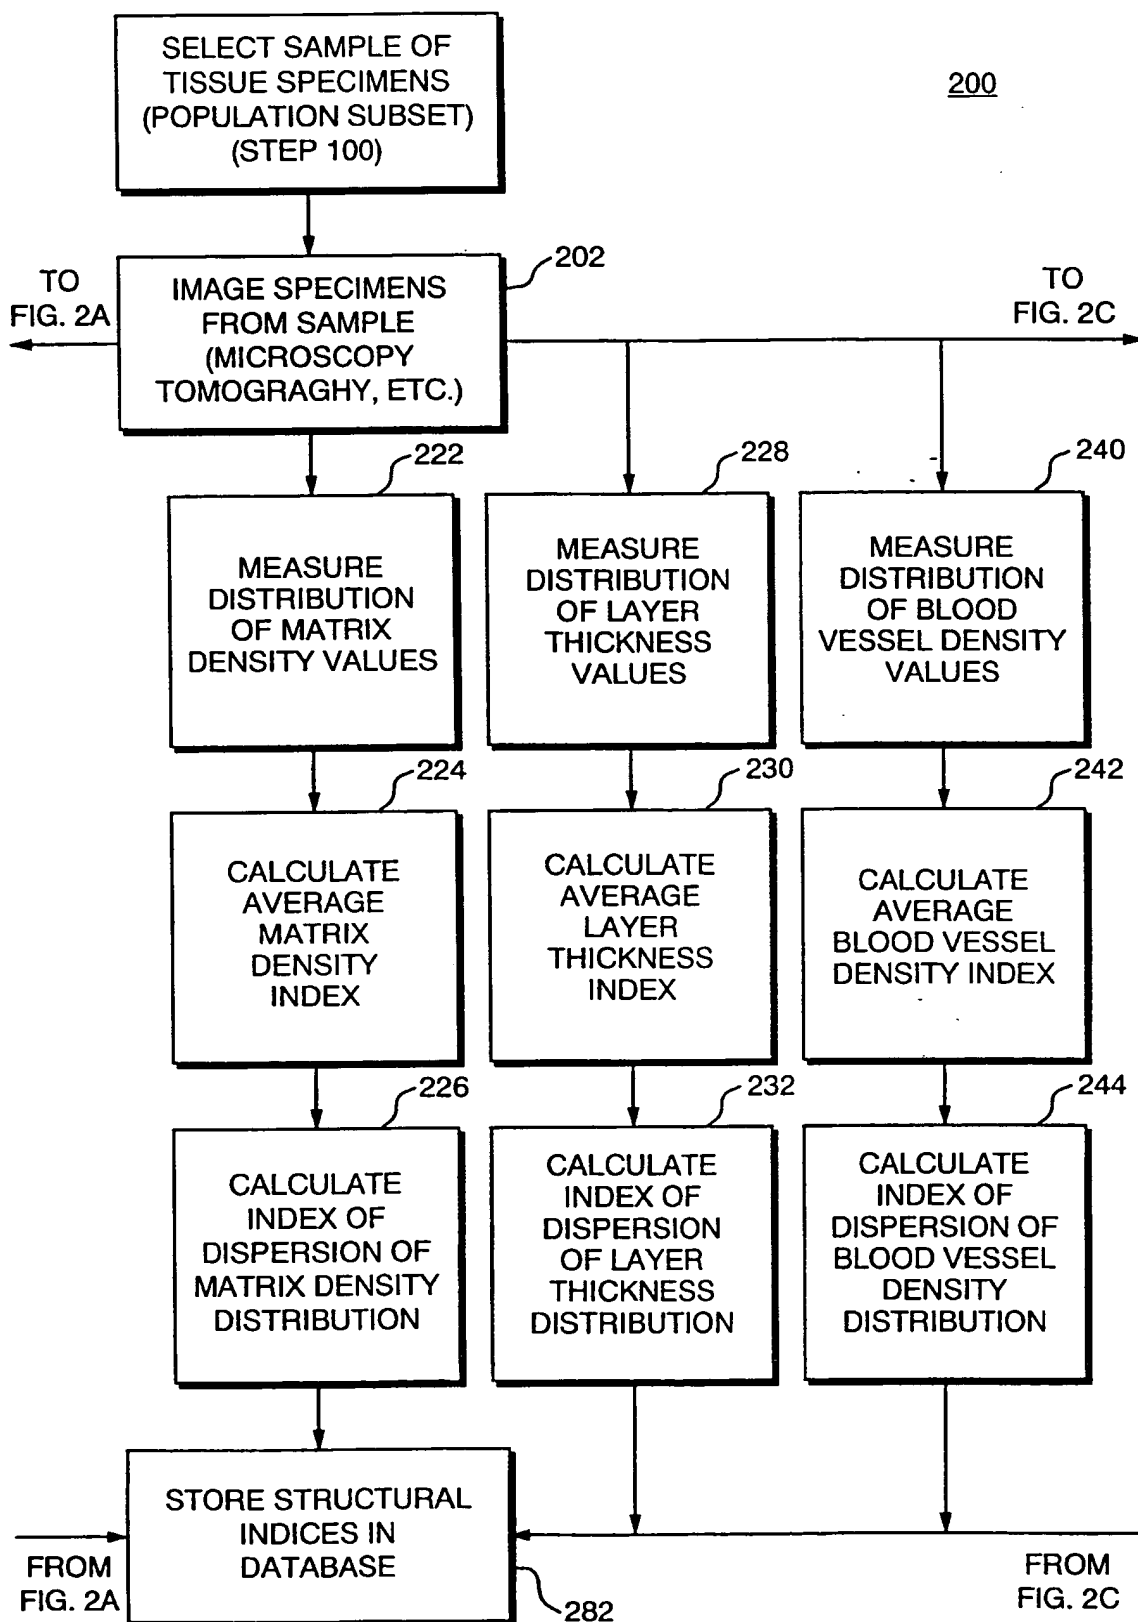 SELECT SAMPLE OF
TISSUE SPECIMENS
(POPULATION SUBSET)
(STEP 100)
200
202
TO
FIG. 2A
IMAGE SPECIMENS
FROM SAMPLE
(MICROSCOPY
TOMOGRAGHY, ETC.)
TO
FIG. 2C
222
228
240
MEASURE
DISTRIBUTION
OF MATRIX
DENSITY VALUES
MEASURE
DISTRIBUTION
OF LAYER
THICKNESS
VALUES
MEASURE
DISTRIBUTION
OF BLOOD
VESSEL DENSITY
VALUES
224
230
242
CALCULATE
AVERAGE
MATRIX
DENSITY
INDEX
CALCULATE
AVERAGE
LAYER
THICKNESS
INDEX
CALCULATE
AVERAGE
BLOOD VESSEL
DENSITY INDEX
226
232
244
CALCULATE
INDEX OF
DISPERSION OF
MATRIX DENSITY
DISTRIBUTION
CALCULATE
INDEX OF
DISPERSION
OF LAYER
THICKNESS
DISTRIBUTION
CALCULATE
INDEX OF
DISPERSION OF
BLOOD VESSEL
DENSITY
DISTRIBUTION
STORE STRUCTURAL
INDICES IN
DATABASE
FROM
FIG. 2A
282
FROM
FIG. 2C